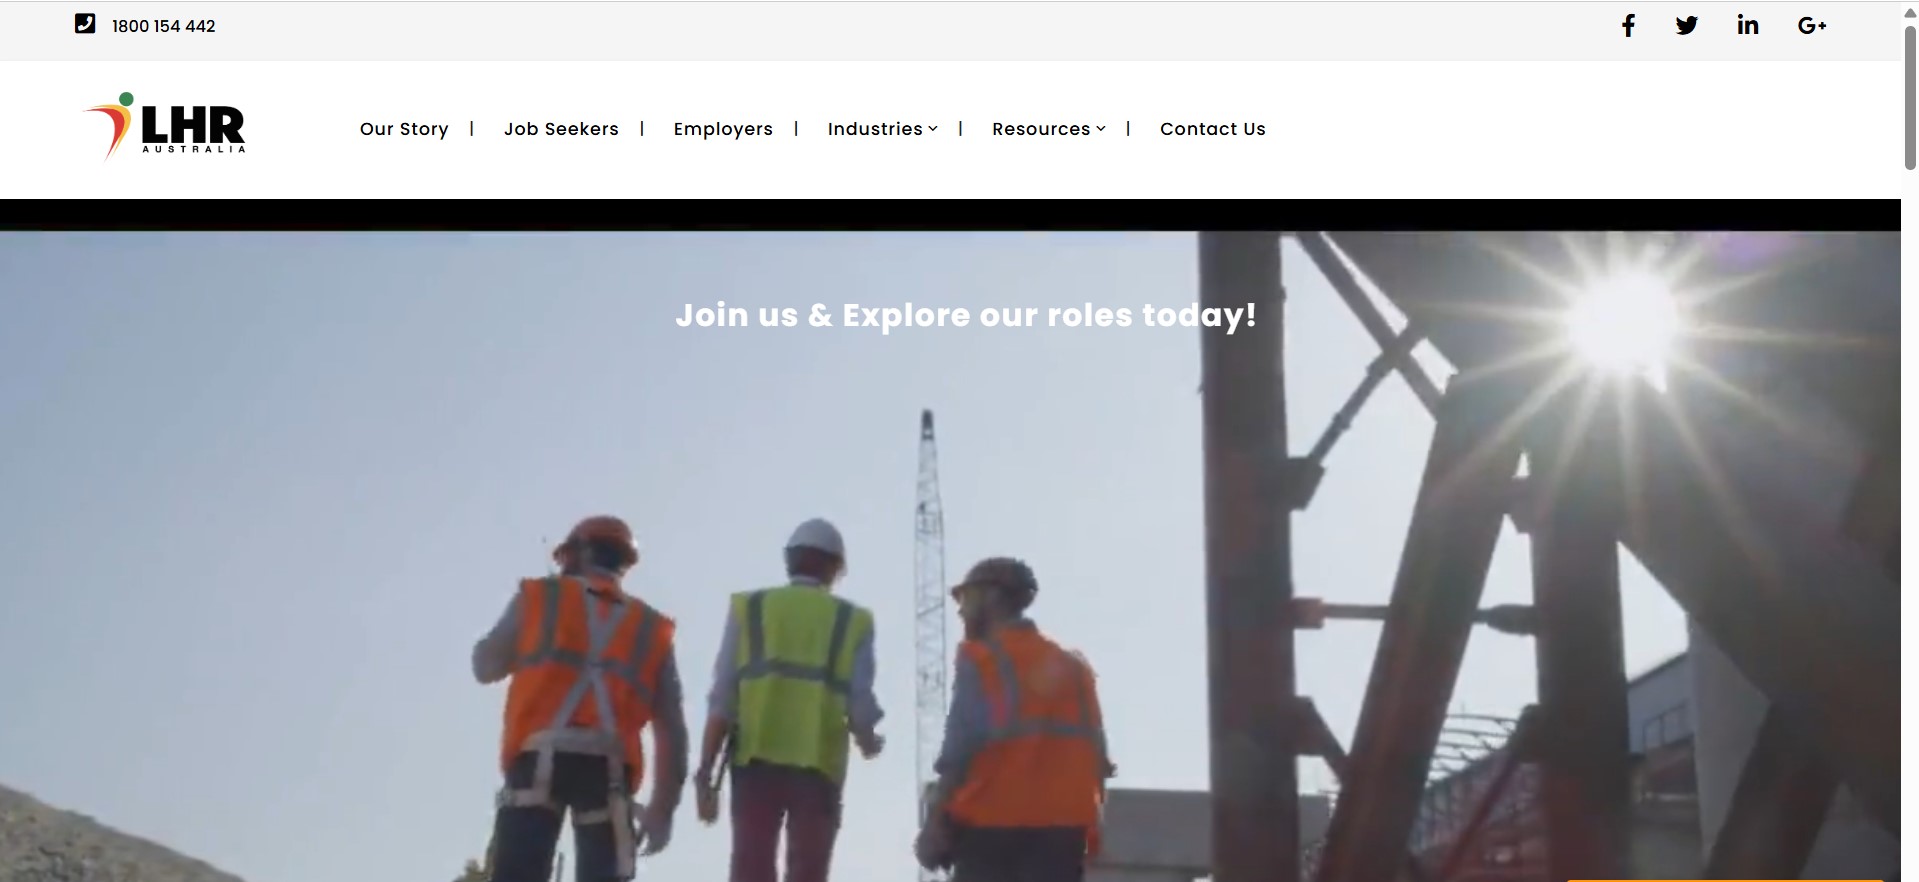 1800 154 442
LHR
AUSTRALIA
Our Story | Job Seekers | Employers | Industries | Resources | Contact Us
Join us & Explore our roles today!